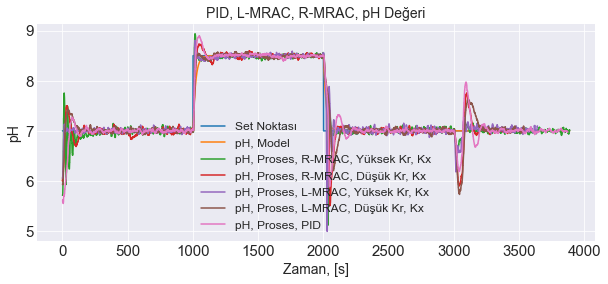 PID, L-MRAC, R-MRAC, pH Değeri
9
8
7
6
5
pH
Set Noktası
pH, Model
pH, Proses, R-MRAC, Yüksek Kr, Kx
pH, Proses, R-MRAC, Düşük Kr, Kx
pH, Proses, L-MRAC, Yüksek Kr, Kx
pH, Proses, L-MRAC, Düşük Kr, Kx
pH, Proses, PID
0 500 1000 1500 2000 2500 3000 3500 4000
Zaman, [s]